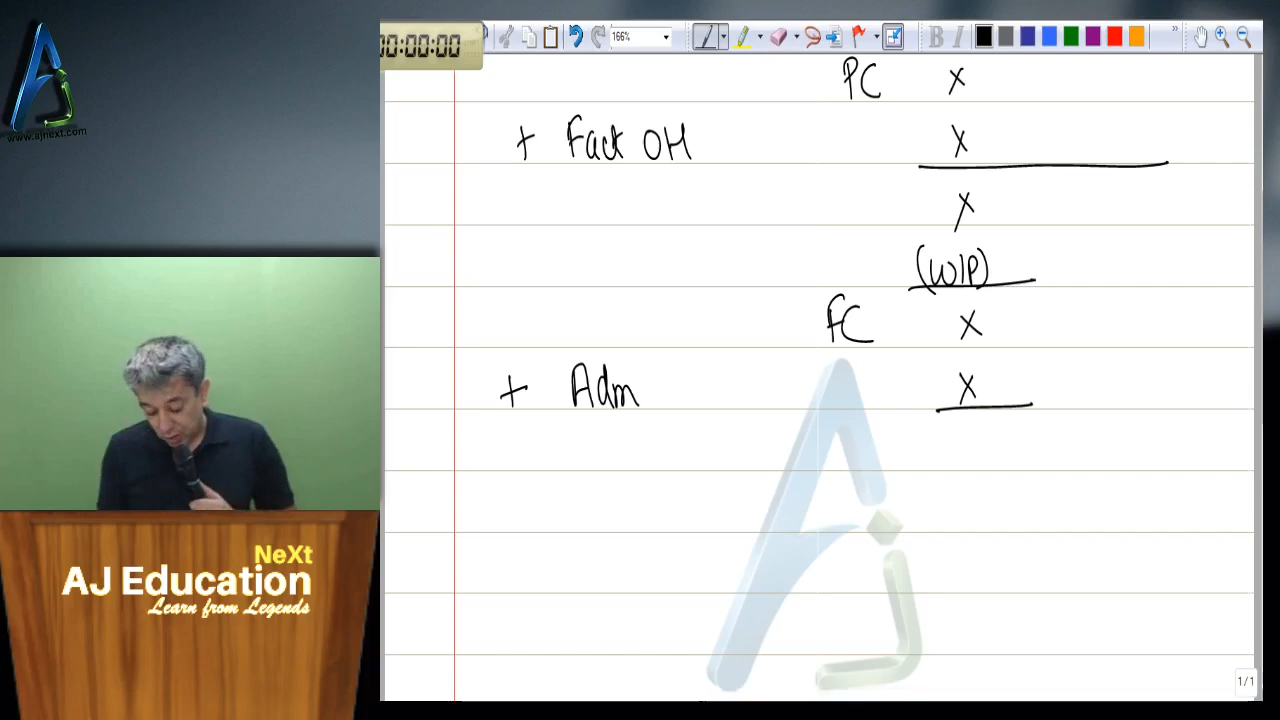 www.ajnext.com
00:00:00
166%
B I
PC x
+ Fact OH x
x
(WIP)
FC x
+ Adm x
NeXt
AJ Education
Learn from Legends
1/1